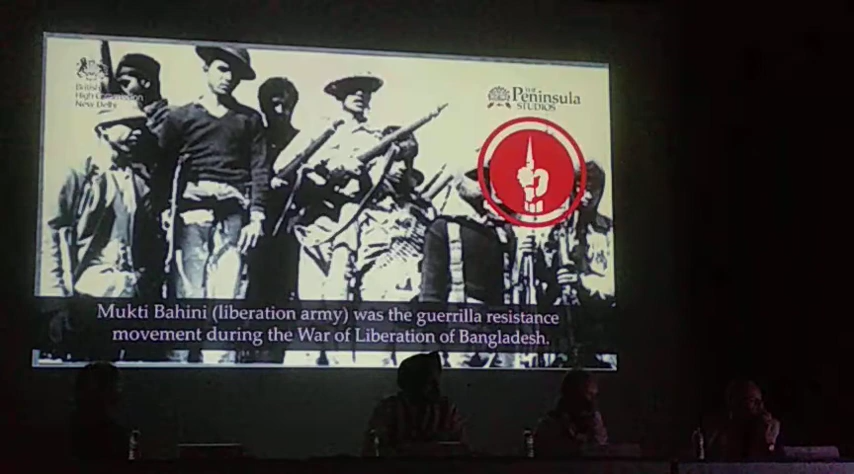 British
High Commission
New Delhi
THE
Peninsula
STUDIOS
Mukti Bahini (liberation army) was the guerrilla resistance
movement during the War of Liberation of Bangladesh.